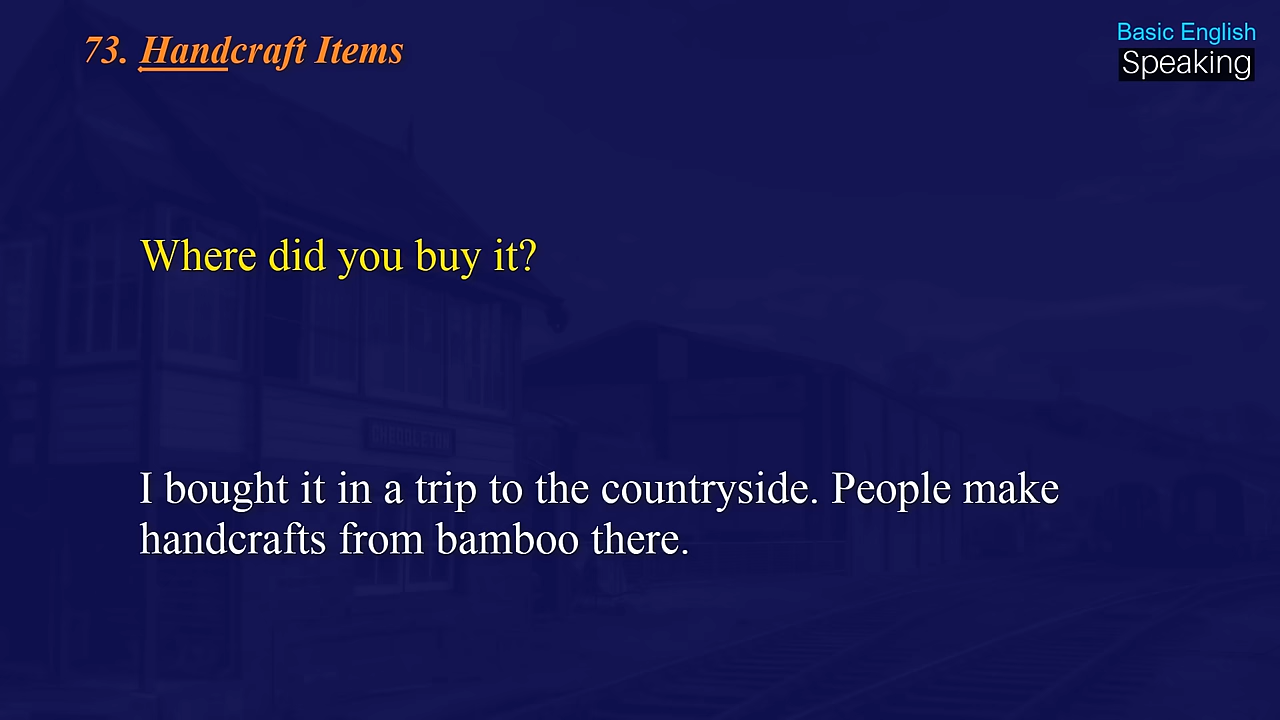 73. Handcraft Items
Basic English
Speaking
Where did you buy it?
I bought it in a trip to the countryside. People make
handcrafts from bamboo there.